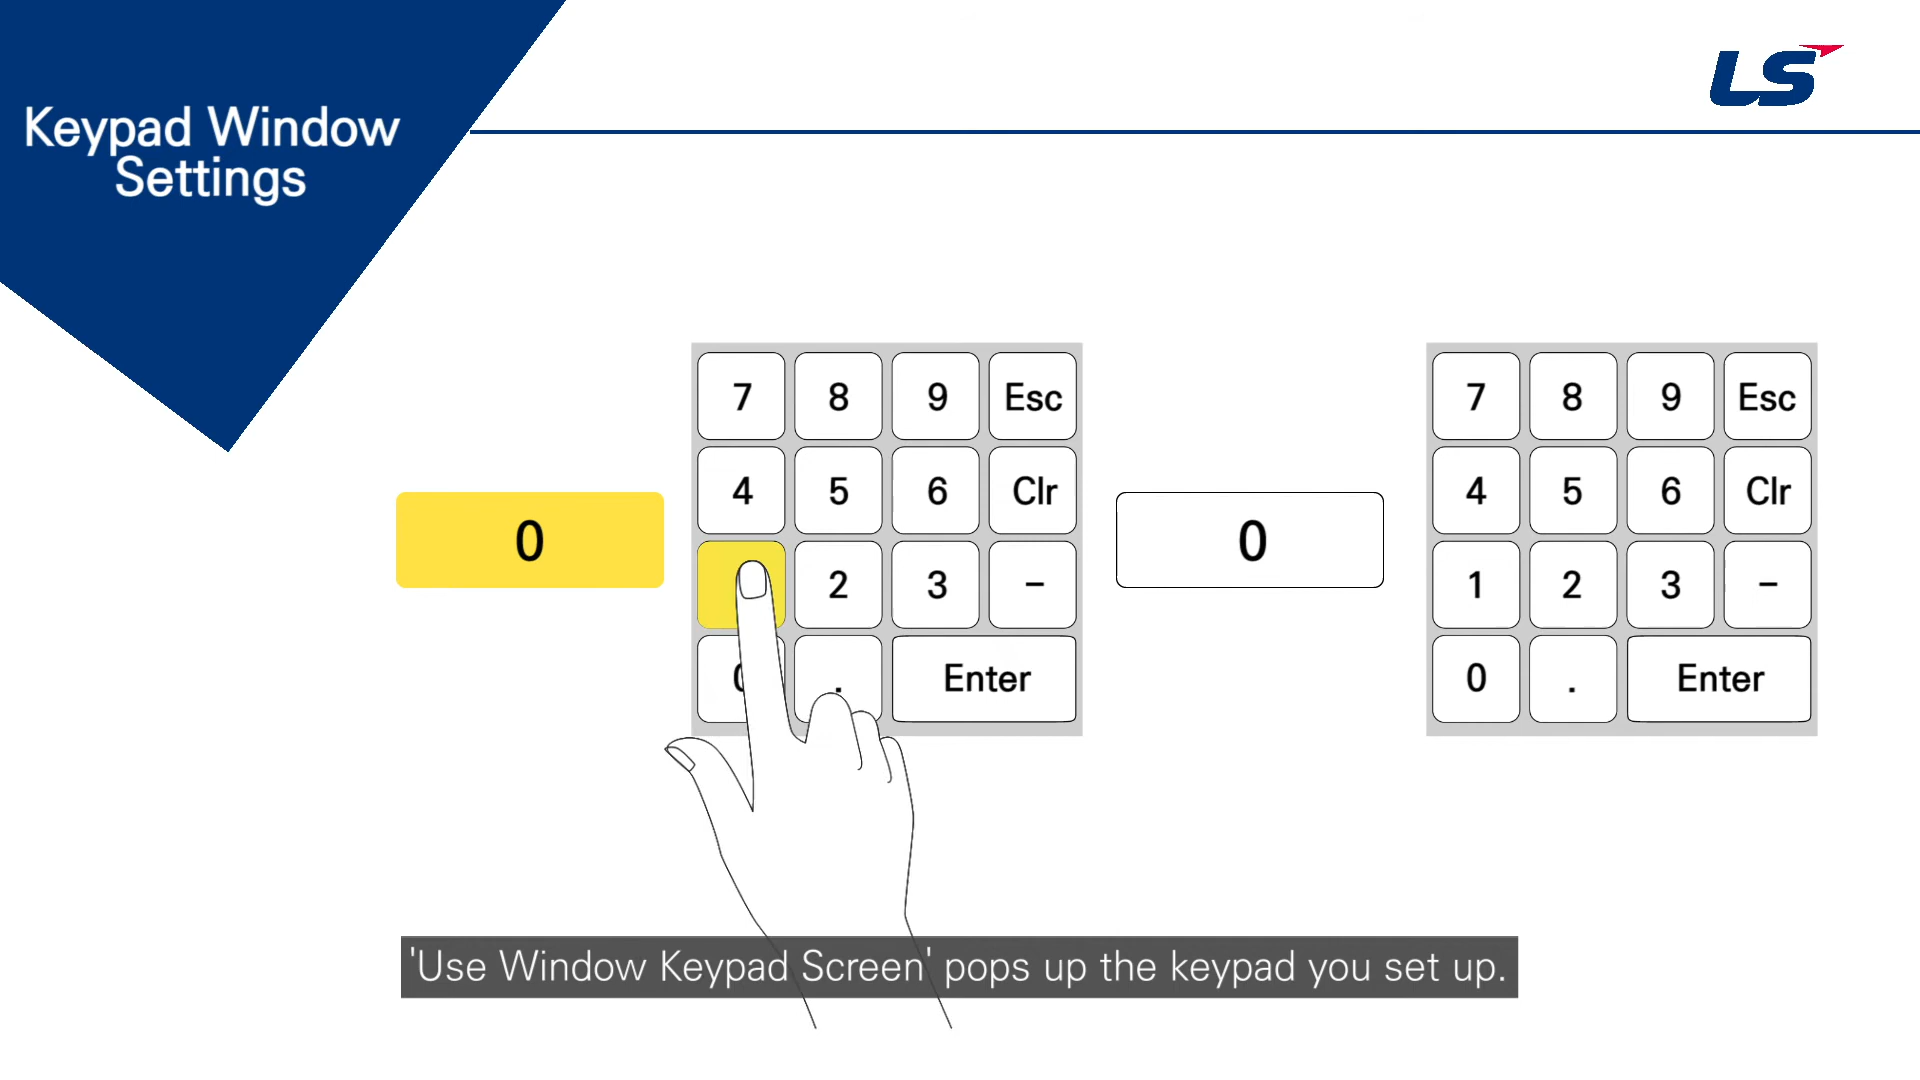 LS
Keypad Window
Settings
7 8 9 Esc
4 5 6 Clr
2 3 −
0 . Enter
0
0
7 8 9 Esc
4 5 6 Clr
1 2 3 −
0 . Enter
'Use Window Keypad Screen' pops up the keypad you set up.